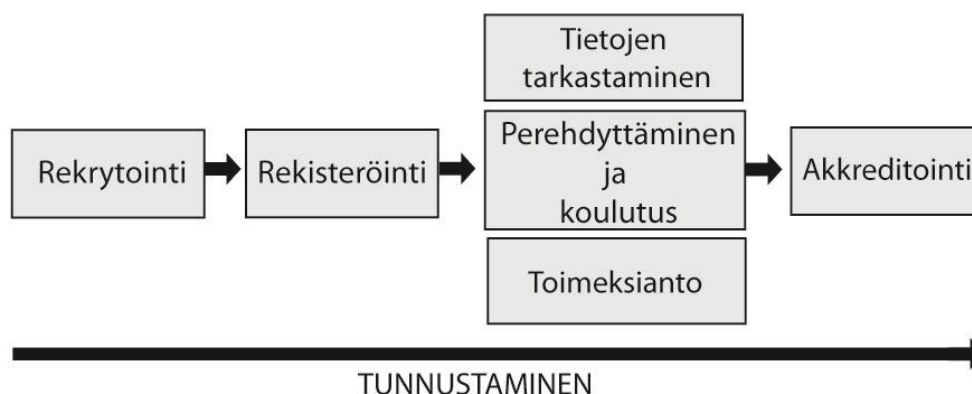 Rekrytointi
Rekisteröinti
Tietojen
tarkastaminen
Perehdyttäminen
ja
koulutus
Toimeksianto
Akkreditointi
TUNNUSTAMINEN